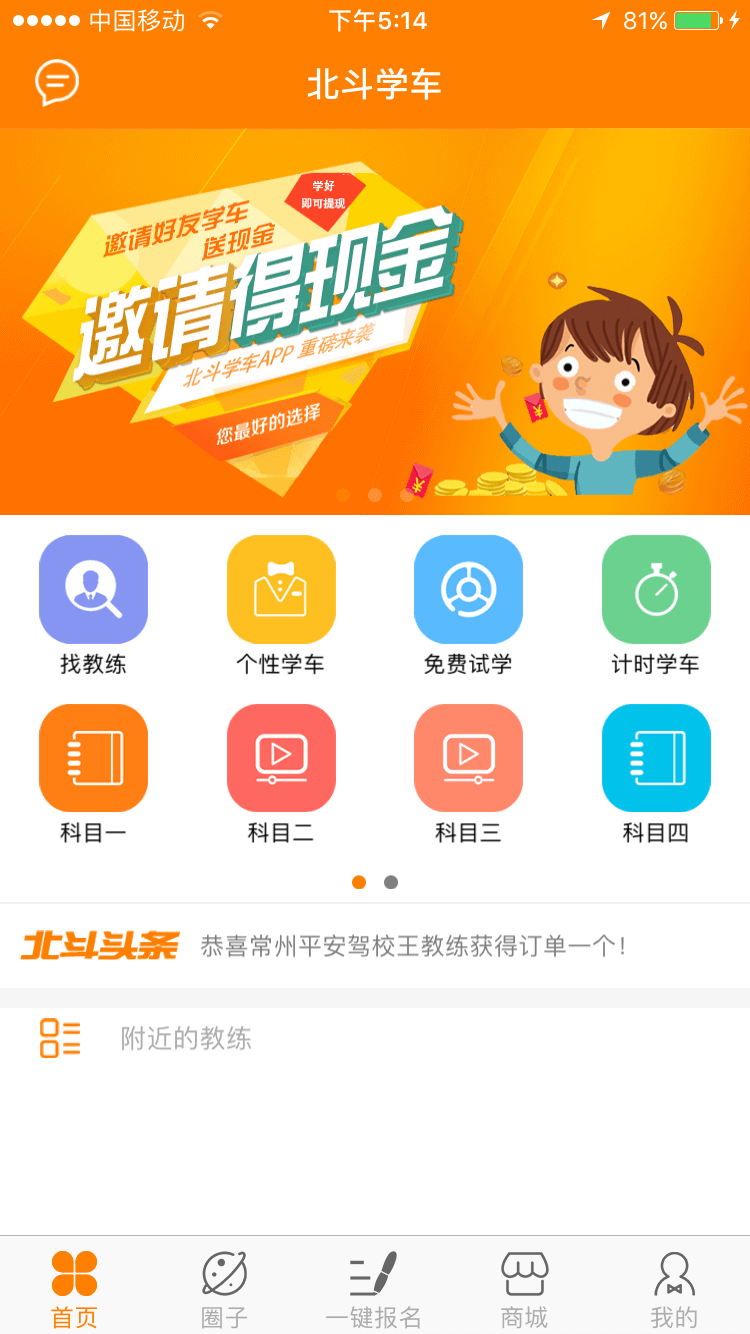 中国移动
下午5:14
81%
北斗学车
学好
即可提现
邀请好友学车
送现金
邀请得现金
北斗学车APP 重磅来袭
您最好的选择
找教练
个性学车
免费试学
计时学车
科目一
科目二
科目三
科目四
北斗头条
恭喜常州平安驾校王教练获得订单一个！
附近的教练
首页
圈子
一键报名
商城
我的